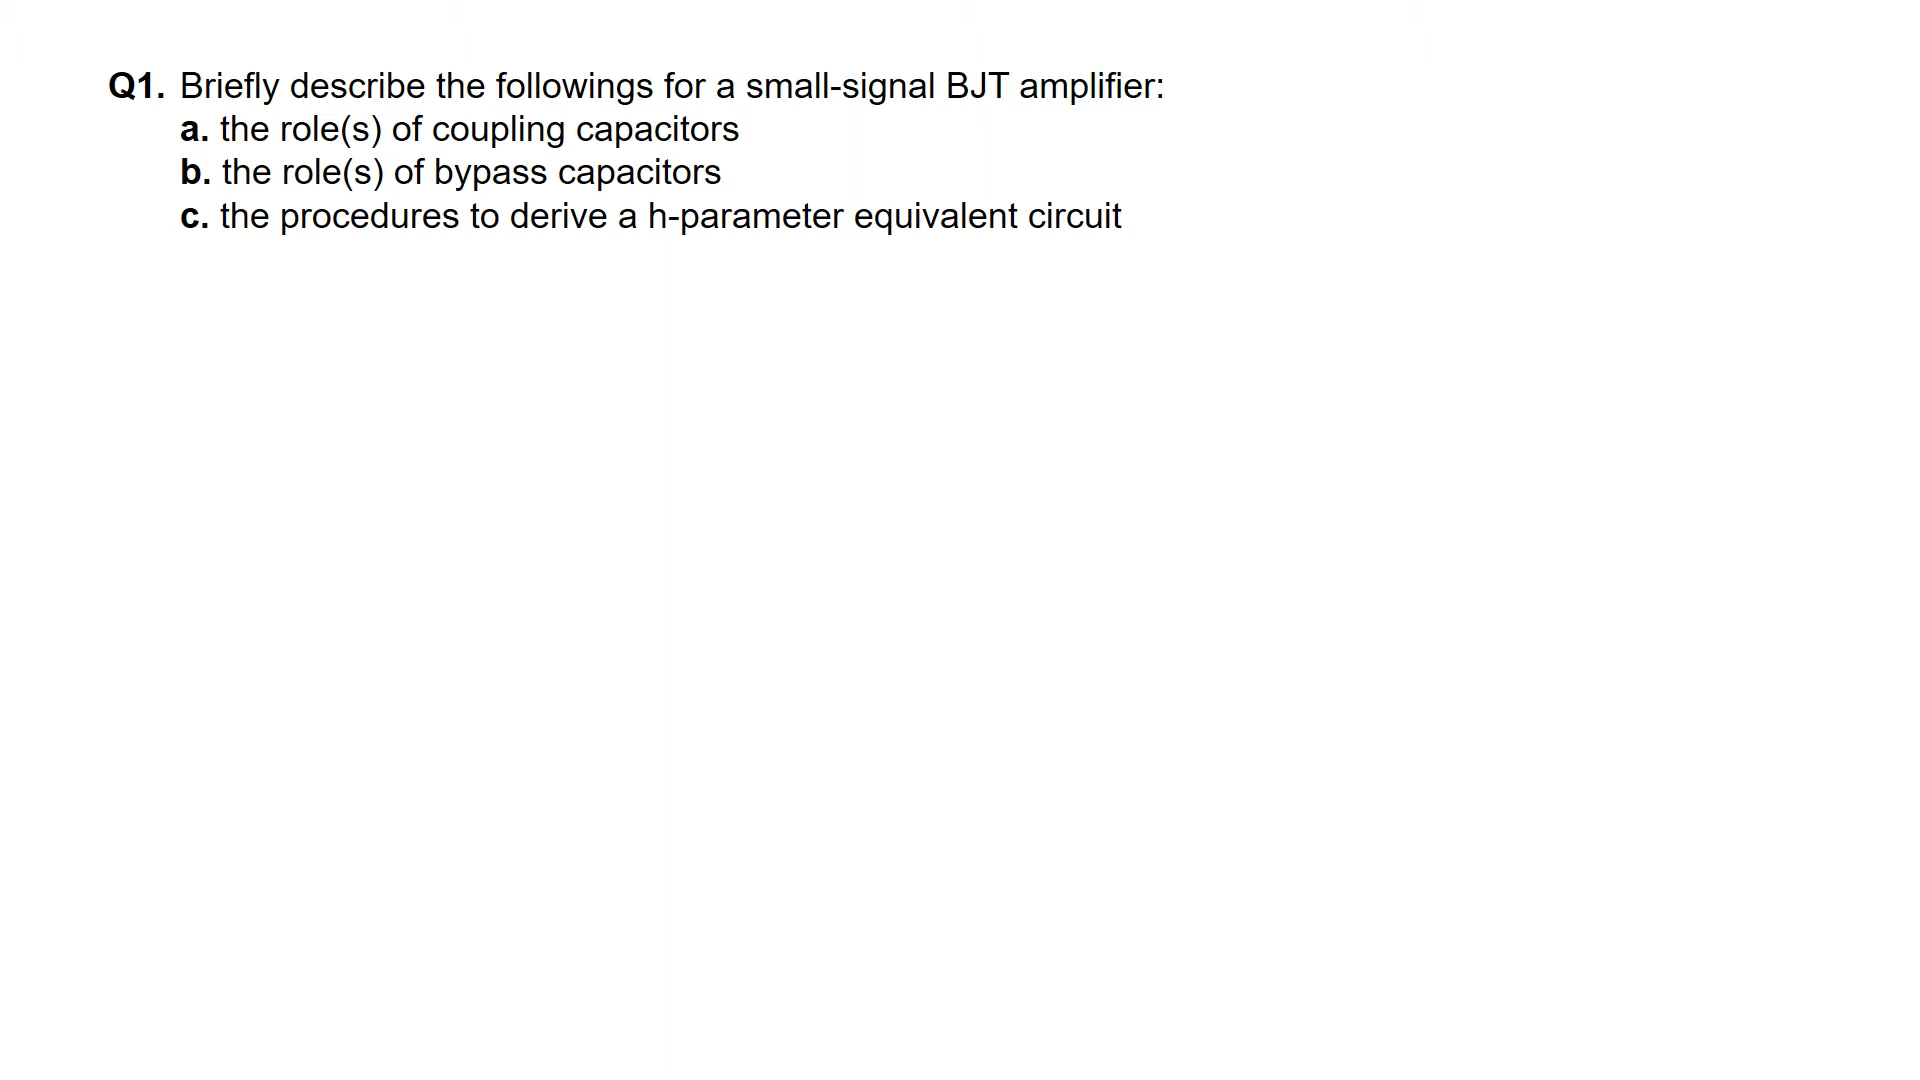 Q1. Briefly describe the followings for a small-signal BJT amplifier:
a. the role(s) of coupling capacitors
b. the role(s) of bypass capacitors
c. the procedures to derive a h-parameter equivalent circuit